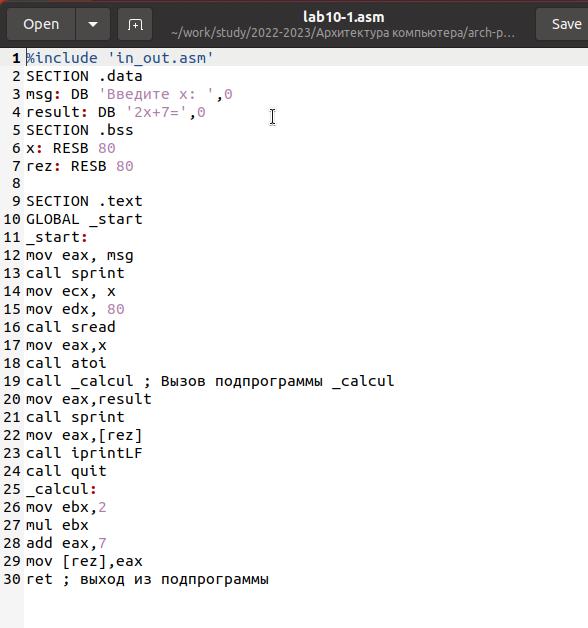 Open
lab10-1.asm
~/work/study/2022-2023/Архитектура компьютера/arch-p...
Save
1 %include 'in_out.asm'
2 SECTION .data
3 msg: DB 'Введите x: ',0
4 result: DB '2x+7=',0
5 SECTION .bss
6 x: RESB 80
7 rez: RESB 80
8
9 SECTION .text
10 GLOBAL _start
11 _start:
12 mov eax, msg
13 call sprint
14 mov ecx, x
15 mov edx, 80
16 call sread
17 mov eax,x
18 call atoi
19 call _calcul ; Вызов подпрограммы _calcul
20 mov eax,result
21 call sprint
22 mov eax,[rez]
23 call iprintLF
24 call quit
25 _calcul:
26 mov ebx,2
27 mul ebx
28 add eax,7
29 mov [rez],eax
30 ret ; выход из подпрограммы